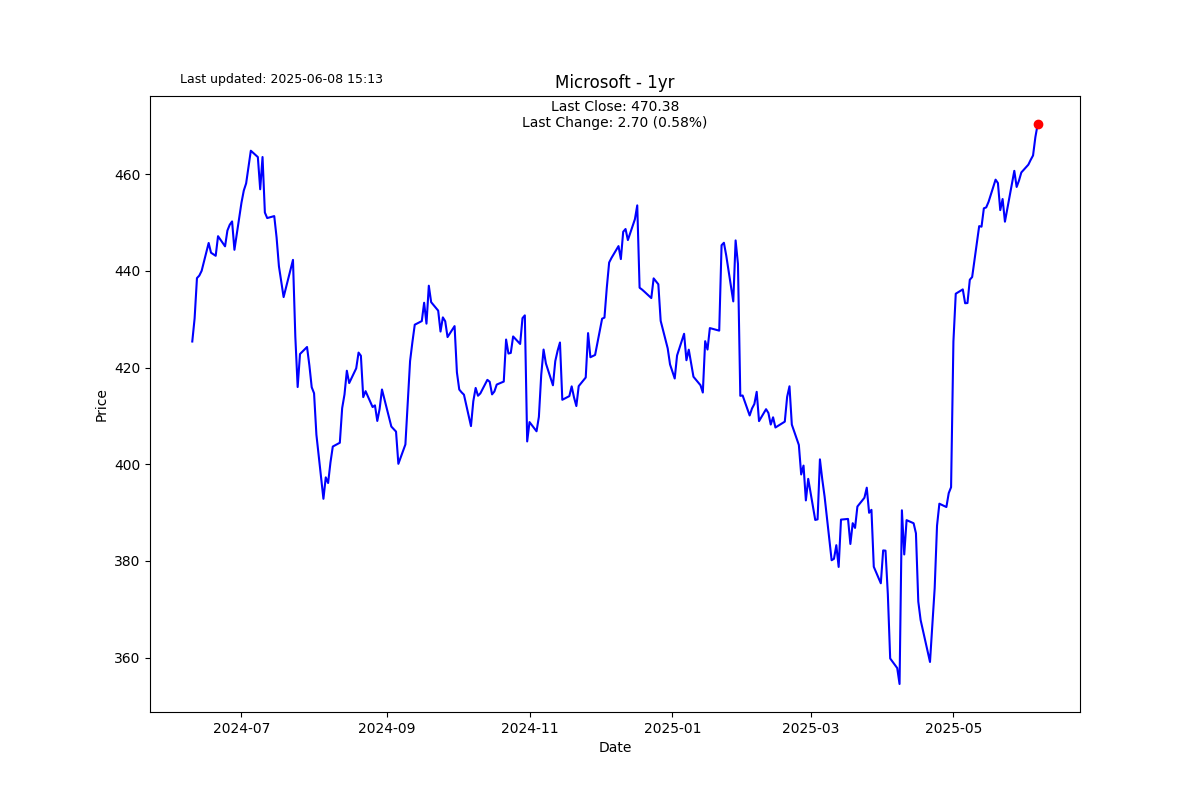 Last updated: 2025-06-08 15:13
Microsoft - 1yr
Last Close: 470.38
Last Change: 2.70 (0.58%)
460
440
420
400
380
360
Price
2024-07
2024-09
2024-11
2025-01
2025-03
2025-05
Date